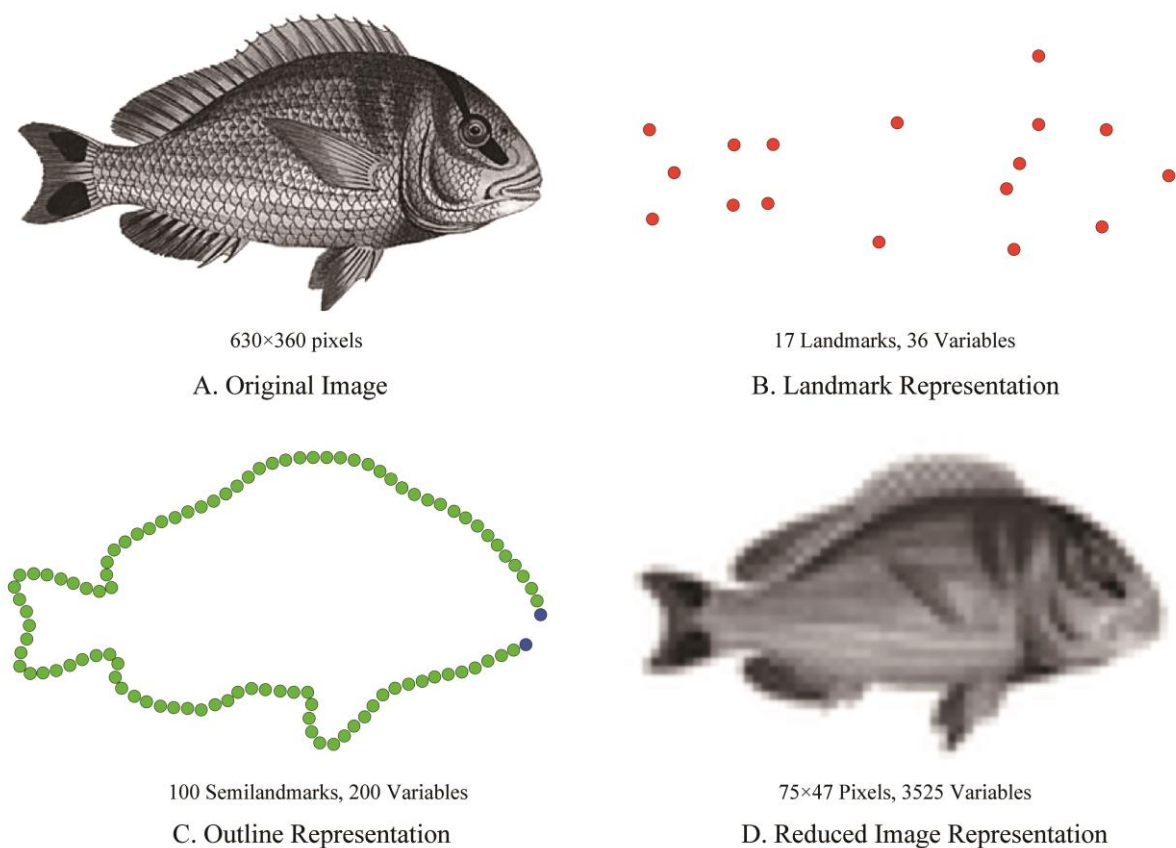 630×360 pixels
A. Original Image
17 Landmarks, 36 Variables
B. Landmark Representation
100 Semilandmarks, 200 Variables
C. Outline Representation
75×47 Pixels, 3525 Variables
D. Reduced Image Representation